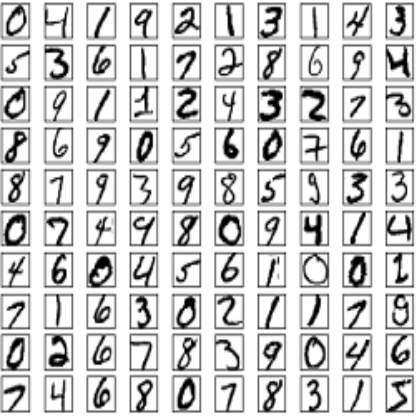 0 4 1 9 2 1 3 1 4 3
5 3 6 1 7 2 8 6 9 4
0 9 1 1 2 4 3 2 7 3
8 6 9 0 5 6 0 7 6 1
8 7 9 3 9 8 5 9 3 3
0 7 4 9 8 0 9 4 1 4
4 6 0 4 5 6 1 0 0 1
7 1 6 3 0 2 1 1 7 9
0 2 6 7 8 3 9 0 4 6
7 4 6 8 0 7 8 3 1 5